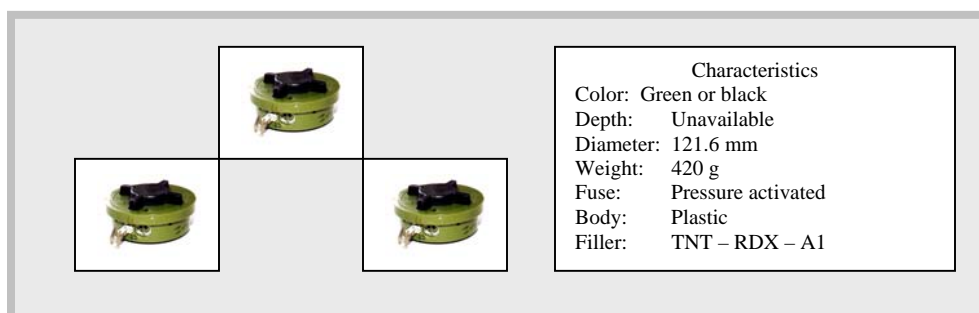 Characteristics
Color: Green or black
Depth: Unavailable
Diameter: 121.6 mm
Weight: 420 g
Fuse: Pressure activated
Body: Plastic
Filler: TNT – RDX – A1